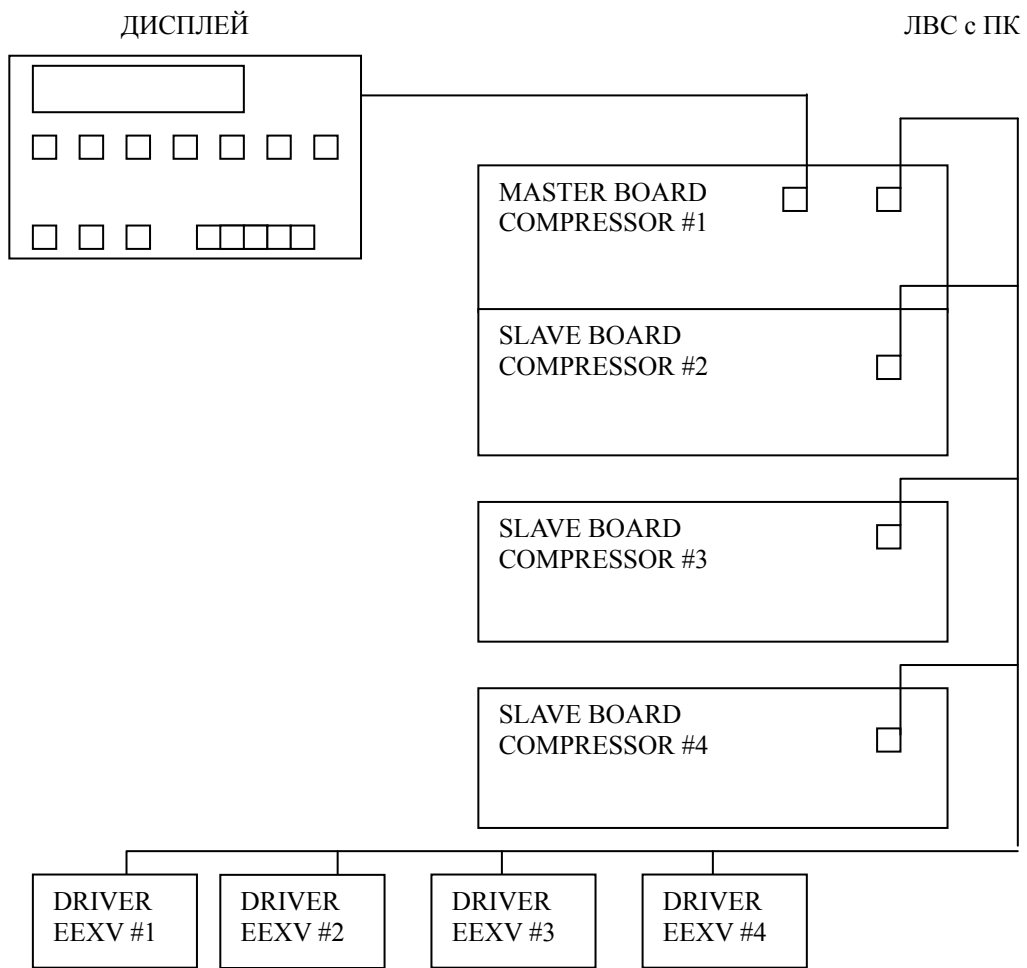 ДИСПЛЕЙ
ЛВС с ПК
MASTER BOARD
COMPRESSOR #1
SLAVE BOARD
COMPRESSOR #2
SLAVE BOARD
COMPRESSOR #3
SLAVE BOARD
COMPRESSOR #4
DRIVER
EEXV #1
DRIVER
EEXV #2
DRIVER
EEXV #3
DRIVER
EEXV #4